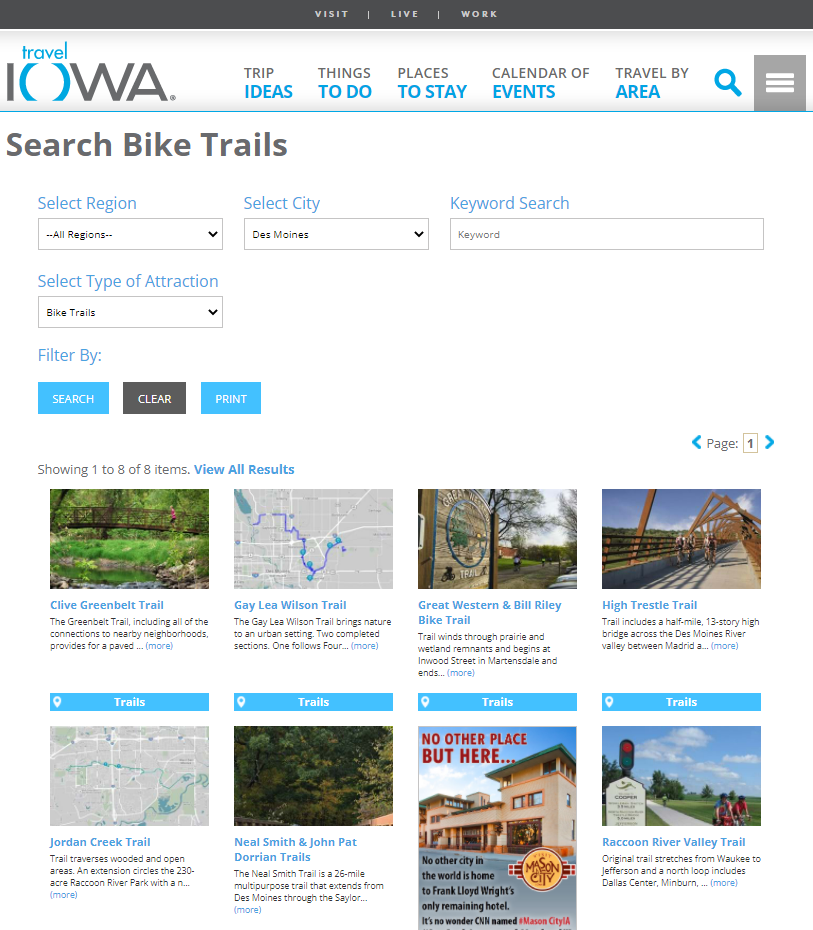 VISIT | LIVE | WORK
travel
IOWA®
TRIP IDEAS
THINGS TO DO
PLACES TO STAY
CALENDAR OF EVENTS
TRAVEL BY AREA
Search Bike Trails
Select Region
Select City
Keyword Search
--All Regions--
Des Moines
Keyword
Select Type of Attraction
Bike Trails
Filter By:
SEARCH
CLEAR
PRINT
Page: 1
Showing 1 to 8 of 8 items. View All Results
Clive Greenbelt Trail
The Greenbelt Trail, including all of the
connections to nearby neighborhoods,
provides for a paved ... (more)
Gay Lea Wilson Trail
The Gay Lea Wilson Trail brings nature
to an urban setting. Two completed
sections. One follows Four... (more)
GREAT WESTERN
TRAIL
Great Western & Bill Riley
Bike Trail
Trail winds through prairie and
wetland remnants and begins at
Inwood Street in Martensdale and
ends... (more)
High Trestle Trail
Trail includes a half-mile, 13-story high
bridge across the Des Moines River
valley between Madrid a... (more)
Trails
Trails
Trails
Trails
Jordan Creek Trail
Trail traverses wooded and open
areas. An extension circles the 230-
acre Raccoon River Park with a n...
(more)
Neal Smith & John Pat
Dorrian Trails
The Neal Smith Trail is a 26-mile
multipurpose trail that extends from
Des Moines through the Saylor...
(more)
NO OTHER PLACE
BUT HERE...
MASON
CITY
No other city in
the world is home
to Frank Lloyd Wright's
only remaining hotel.
It's no wonder CNN named #Mason CityIA
COOPER
Raccoon River Valley Trail
Original trail stretches from Waukee to
Jefferson and a north loop includes
Dallas Center, Minburn, ... (more)